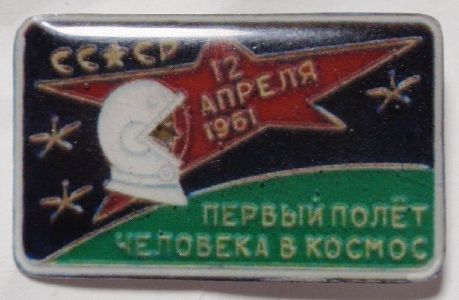 СССР
12
АПРЕЛЯ
1961
ПЕРВЫЙ ПОЛЁТ
ЧЕЛОВЕКА В КОСМОС